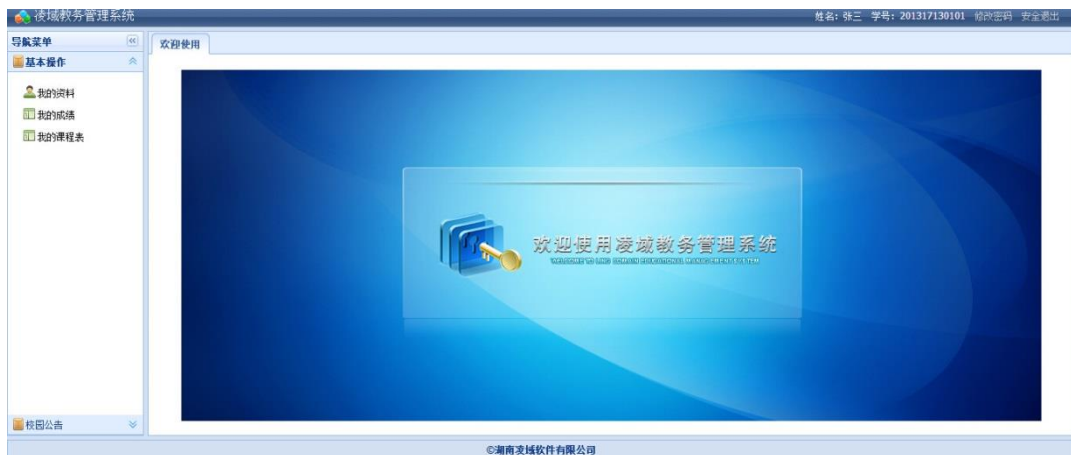 凌域教务管理系统
姓名: 张三 学号: 201317130101 修改密码 安全退出
导航菜单
欢迎使用
基本操作
我的资料
我的成绩
我的课程表
欢迎使用凌域教务管理系统
校园公告
©湖南凌域软件有限公司